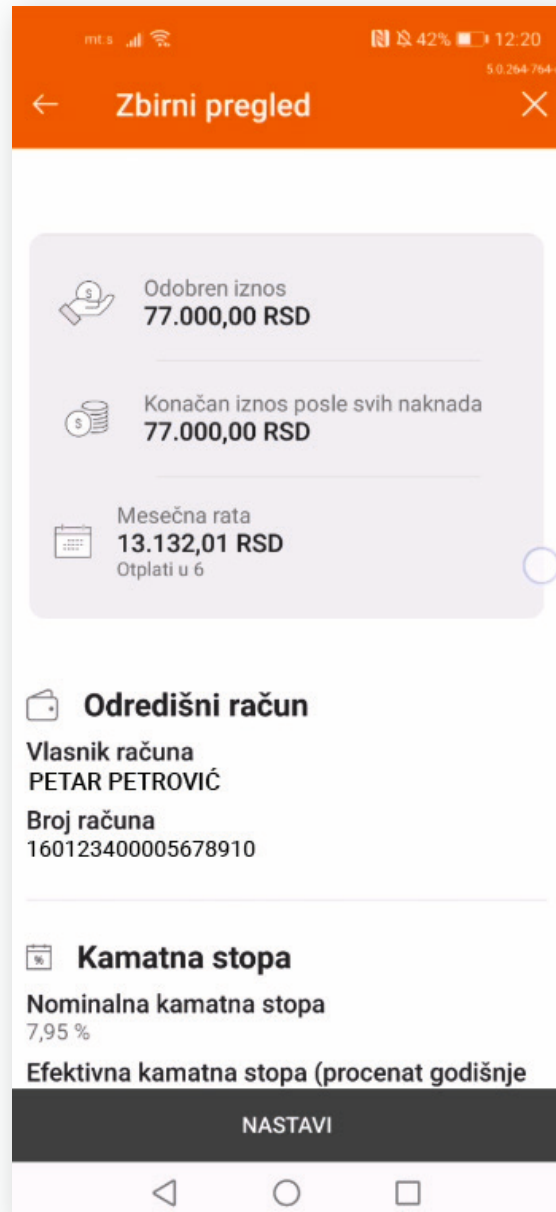 mt:s 42% 12:20
5.0.264-764-
Zbirni pregled
Odobren iznos
77.000,00 RSD
Konačan iznos posle svih naknada
77.000,00 RSD
Mesečna rata
13.132,01 RSD
Otplati u 6
Odredišni račun
Vlasnik računa
PETAR PETROVIĆ
Broj računa
160123400005678910
Kamatna stopa
Nominalna kamatna stopa
7,95 %
Efektivna kamatna stopa (procenat godišnje
NASTAVI